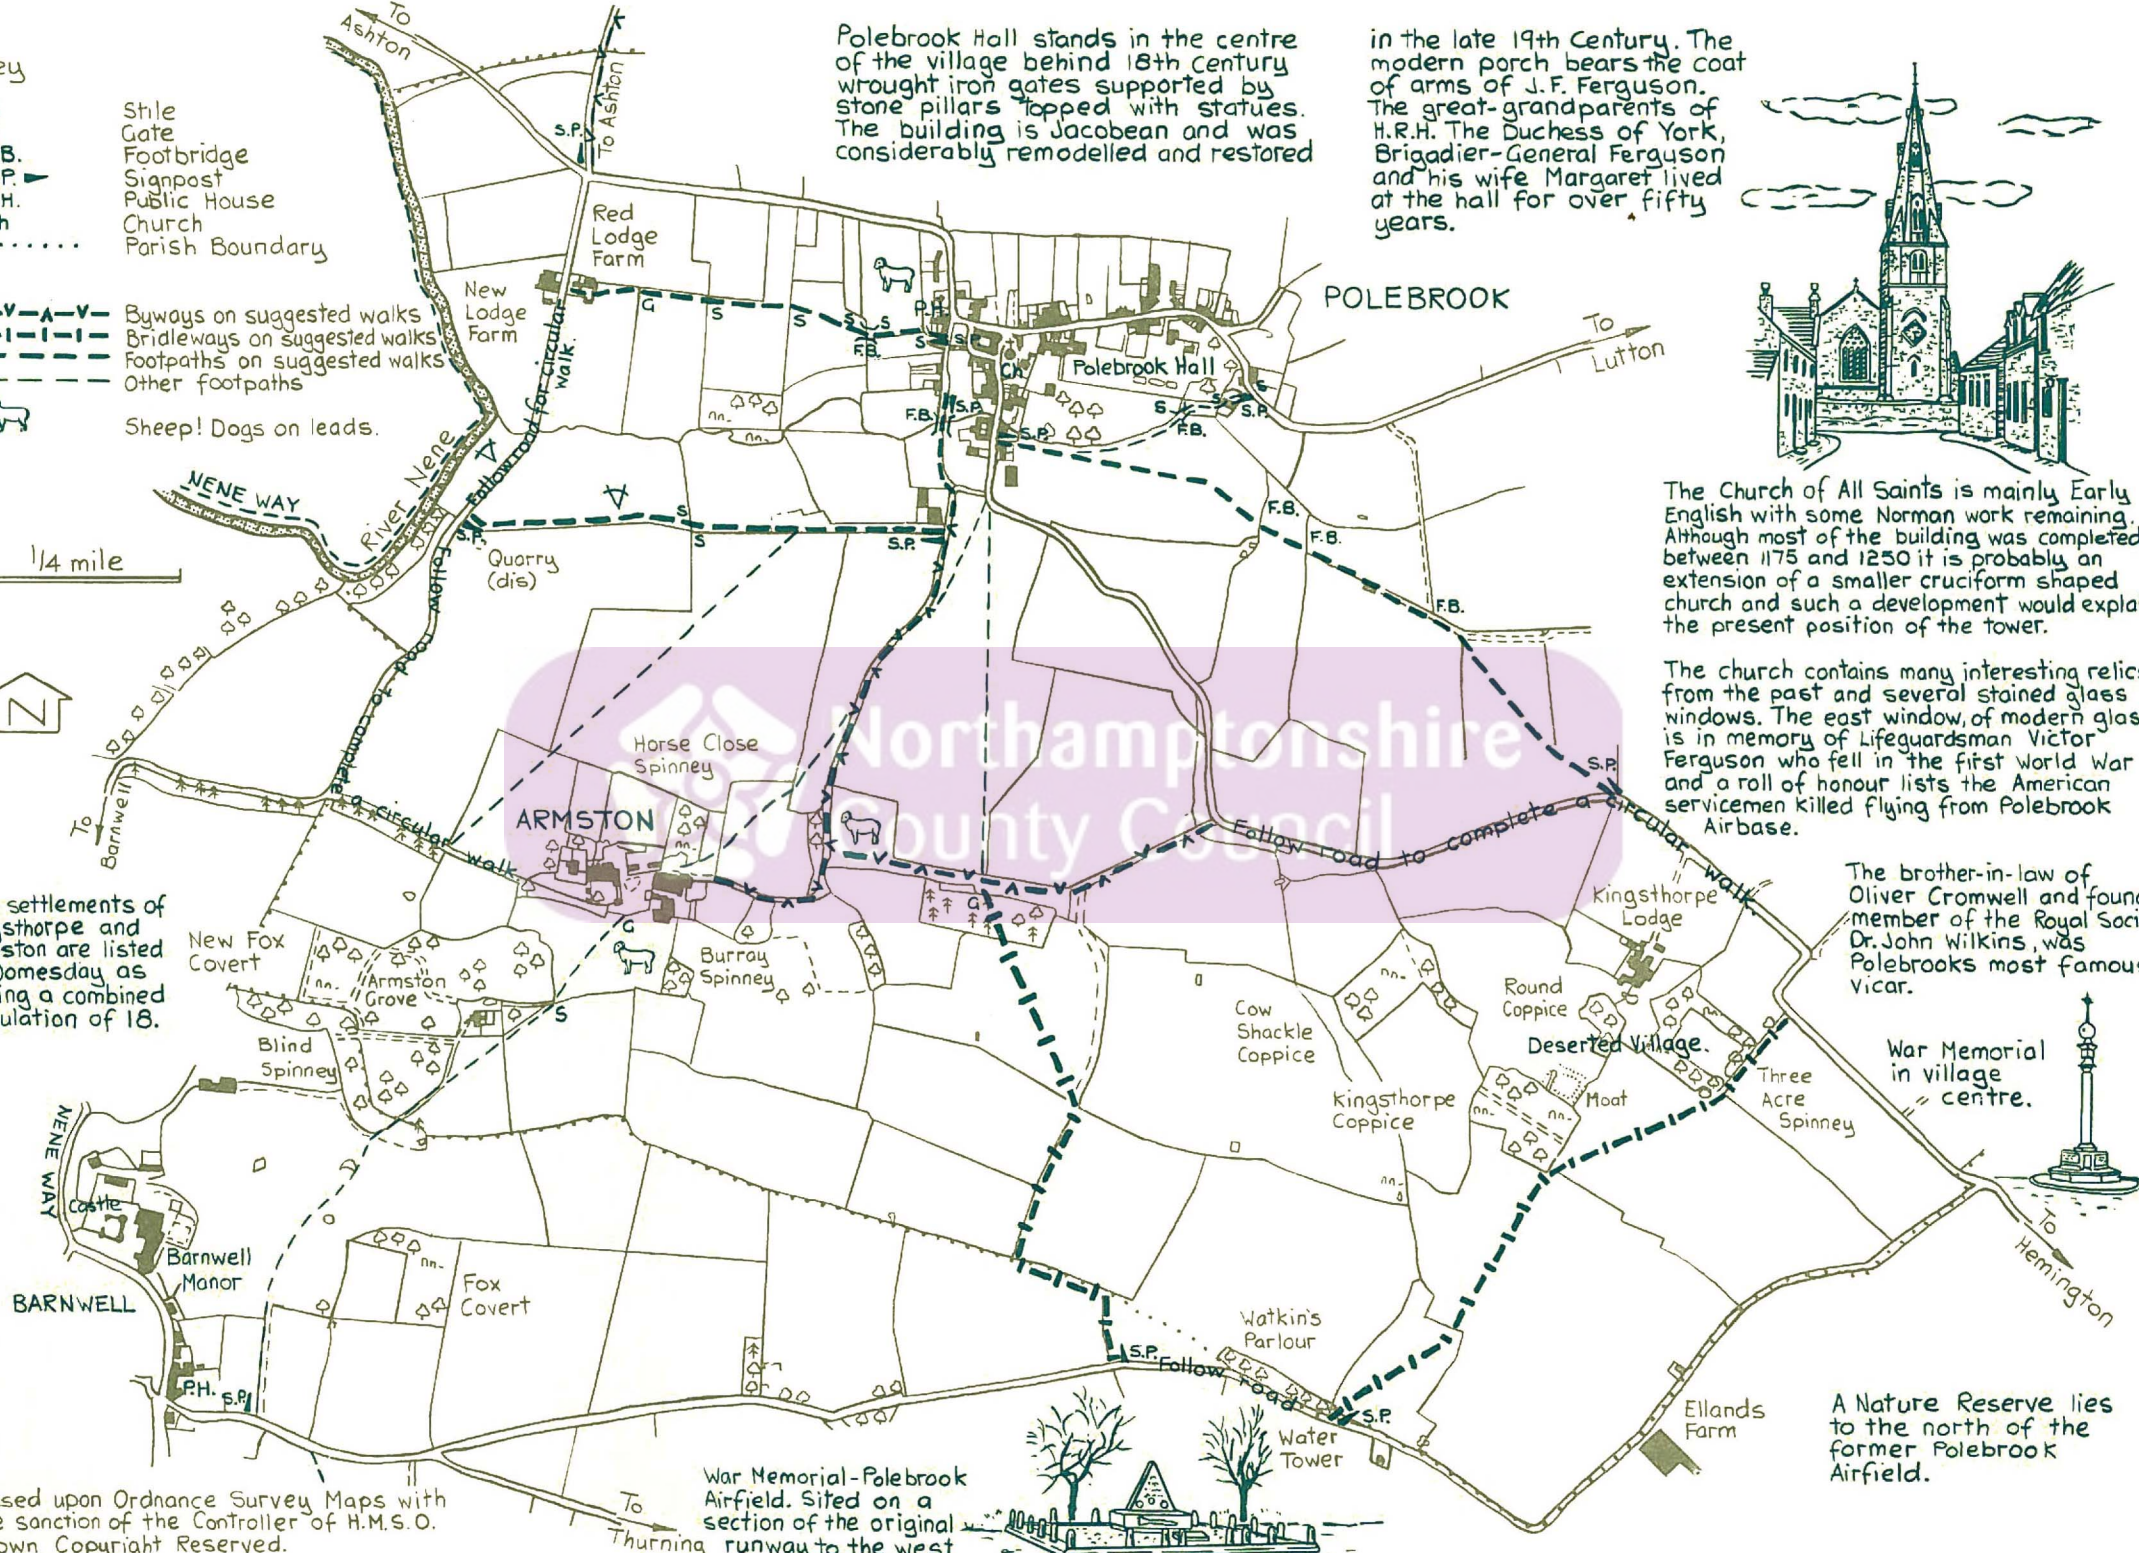 To
Ashton
To Ashton
S.P.
Stile
Gate
B. Footbridge
P. Signpost
H. Public House
h Church
Parish Boundary
Byways on suggested walks
Bridleways on suggested walks
Footpaths on suggested walks
Other footpaths
Sheep! Dogs on leads.
NENE WAY
River Nene
1/4 mile
N
Polebrook Hall stands in the centre
of the village behind 18th century
wrought iron gates supported by
stone pillars topped with statues.
The building is Jacobean and was
considerably remodelled and restored
in the late 19th Century. The
modern porch bears the coat
of arms of J.F. Ferguson.
The great-grandparents of
H.R.H. The Duchess of York,
Brigadier-General Ferguson
and his wife Margaret lived
at the hall for over fifty
years.
Red
Lodge
Farm
New
Lodge
Farm
Follow road for circular
walk.
G
S
S
S
S
F.B.
P.H.
S
S.P.
Ch
Polebrook Hall
POLEBROOK
To
Lutton
F.B.
S.P.
S.P.
S
S
S
S.P.
F.B.
F.B.
F.B.
F.B.
S.P.
Quarry
(dis)
S
S
S.P.
Follow road to complete a circular walk
To
Barnwell
Horse Close
Spinney
ARMSTON
Northamptonshire
County Council
S.P.
Follow road to complete a circular walk
The Church of All Saints is mainly Early
English with some Norman work remaining.
Although most of the building was completed
between 1175 and 1250 it is probably an
extension of a smaller cruciform shaped
church and such a development would expla
the present position of the tower.
The church contains many interesting relics
from the past and several stained glass
windows. The east window, of modern glas
is in memory of Lifeguardsman Victor
Ferguson who fell in the first World War
and a roll of honour lists the American
servicemen killed flying from Polebrook
Airbase.
The brother-in-law of
Oliver Cromwell and foun
member of the Royal Soci
Dr. John Wilkins, was
Polebrooks most famou
Vicar.
War Memorial
in village
centre.
settlements of
sthorpe and
ston are listed
Domesday as
ing a combined
ulation of 18.
New Fox
Covert
Armston
Grove
G
G
Burray
Spinney
S
Blind
Spinney
Cow
Shackle
Coppice
Kingsthorpe
Lodge
Round
Coppice
Deserted Village.
Kingsthorpe
Coppice
Moat
Three
Acre
Spinney
To
Hemington
NENE WAY
Castle
Barnwell
Manor
BARNWELL
P.H.
S.P.
Fox
Covert
Watkin's
Parlour
S.P.
Follow road
S.P.
Water
Tower
Ellands
Farm
A Nature Reserve lies
to the north of the
former Polebrook
Airfield.
To
Thurning
War Memorial-Polebrook
Airfield. Sited on a
section of the original
runway to the west
sed upon Ordnance Survey Maps with
e sanction of the Controller of H.M.S.O.
own Copyright Reserved.